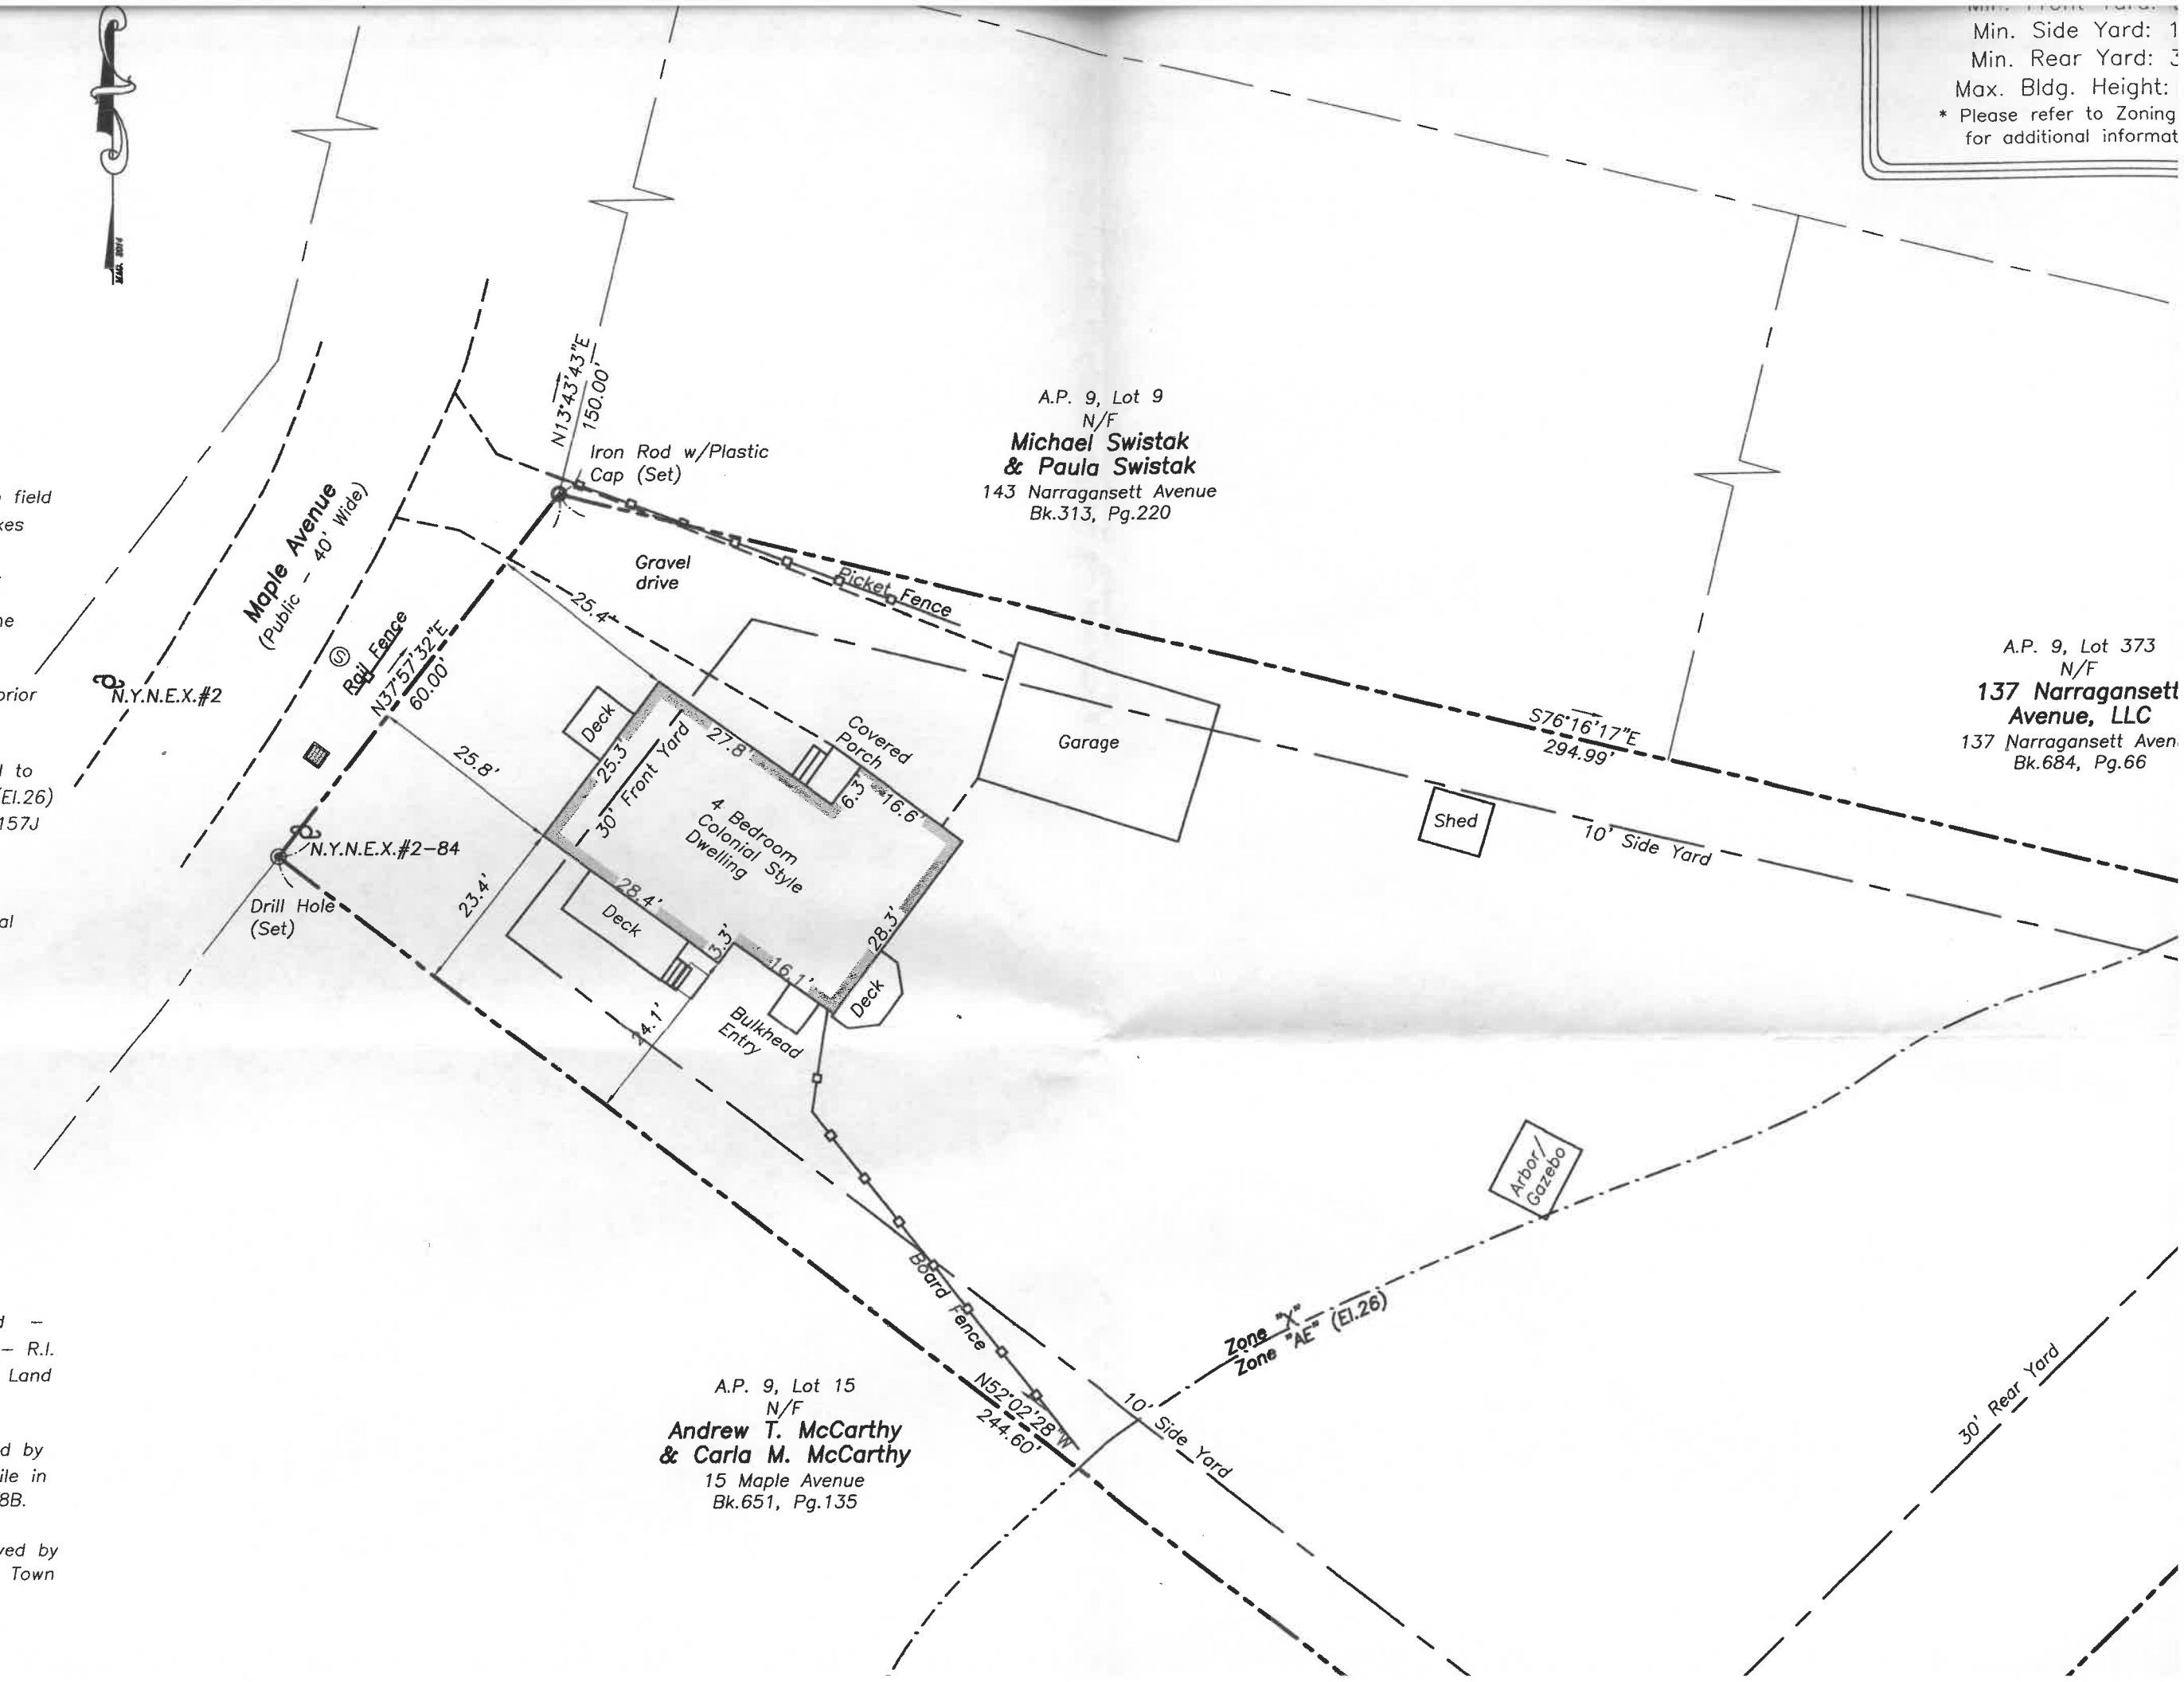 Min. Side Yard: 1
Min. Rear Yard:
Max. Bldg. Height:
* Please refer to Zoning
for additional informat
MAG. 2014
N13°43'43"E
150.00'
Iron Rod w/Plastic
Cap (Set)
A.P. 9, Lot 9
N/F
Michael Swistak
& Paula Swistak
143 Narragansett Avenue
Bk.313, Pg.220
field
kes
Maple Avenue
(Public - 40' Wide)
Gravel
drive
Picket Fence
25.4'
ne
S
Rail Fence
N37°57'32"E
60.00'
A.P. 9, Lot 373
N/F
137 Narragansett
Avenue, LLC
137 Narragansett Aven
Bk.684, Pg.66
prior
N.Y.N.E.X.#2
Deck
25.3'
30' Front Yard
27.8'
Covered
Porch
6.3'
16.6'
Garage
S76°16'17"E
294.99'
to
(El.26)
157J
25.8'
4 Bedroom
Colonial Style
Dwelling
Shed
10' Side Yard
N.Y.N.E.X.#2-84
Drill Hole
(Set)
al
23.4'
28.4'
Deck
3.3'
16.1'
28.3'
Deck
24.1'
Bulkhead
Entry
Arbor/
Gazebo
Board Fence
Zone "X"
Zone "AE" (El.26)
d -
- R.I.
Land
A.P. 9, Lot 15
N/F
Andrew T. McCarthy
& Carla M. McCarthy
15 Maple Avenue
Bk.651, Pg.135
N52°02'28"W
244.60'
10' Side Yard
30' Rear Yard
d by
ile in
8B.
ved by
Town